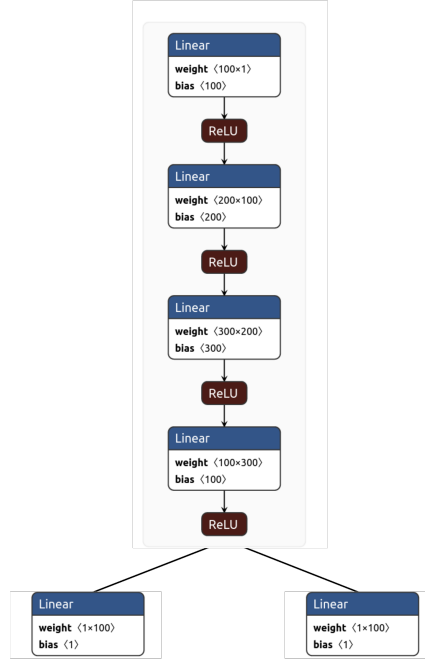 Linear
weight 〈100×1〉
bias 〈100〉
ReLU
Linear
weight 〈200×100〉
bias 〈200〉
ReLU
Linear
weight 〈300×200〉
bias 〈300〉
ReLU
Linear
weight 〈100×300〉
bias 〈100〉
ReLU
Linear
weight 〈1×100〉
bias 〈1〉
Linear
weight 〈1×100〉
bias 〈1〉